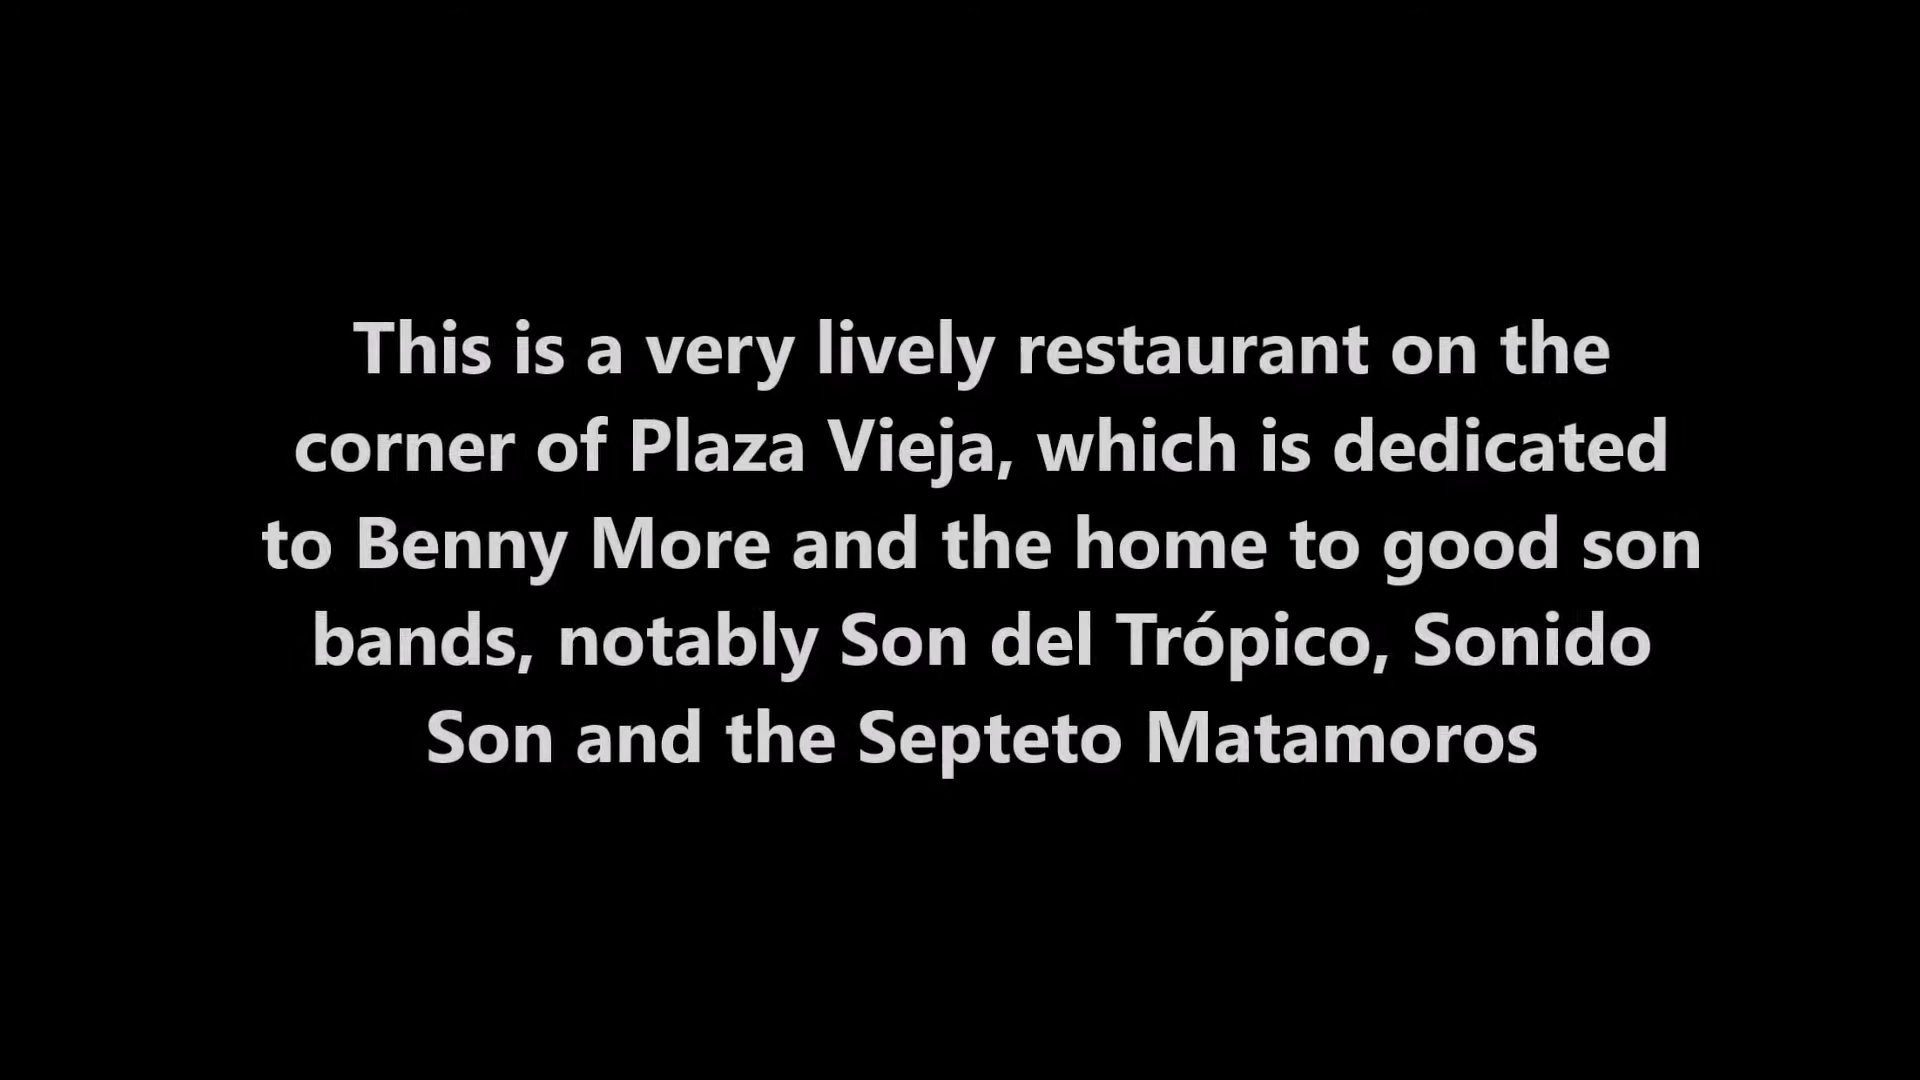 This is a very lively restaurant on the
corner of Plaza Vieja, which is dedicated
to Benny More and the home to good son
bands, notably Son del Trópico, Sonido
Son and the Septeto Matamoros